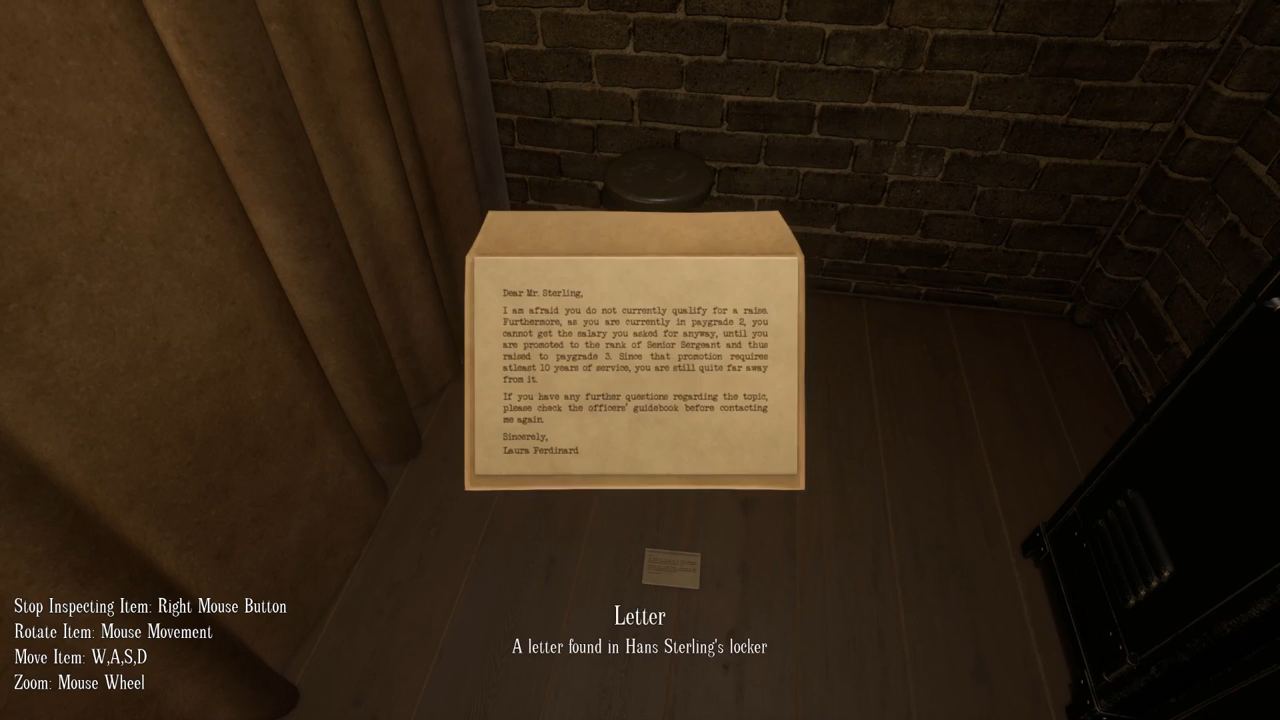 Dear Mr. Sterling,
I am afraid you do not currently qualify for a raise.
Furthermore, as you are currently in paygrade 2, you
cannot get the salary you asked for anyway, until you
are promoted to the rank of Senior Sergeant and thus
raised to paygrade 3. Since that promotion requires
atleast 10 years of service, you are still quite far away
from it.
If you have any further questions regarding the topic,
please check the officers' guidebook before contacting
me again.
Sincerely,
Laura Ferdinard
Letter
A letter found in Hans Sterling's locker
Stop Inspecting Item: Right Mouse Button
Rotate Item: Mouse Movement
Move Item: W,A,S,D
Zoom: Mouse Wheel